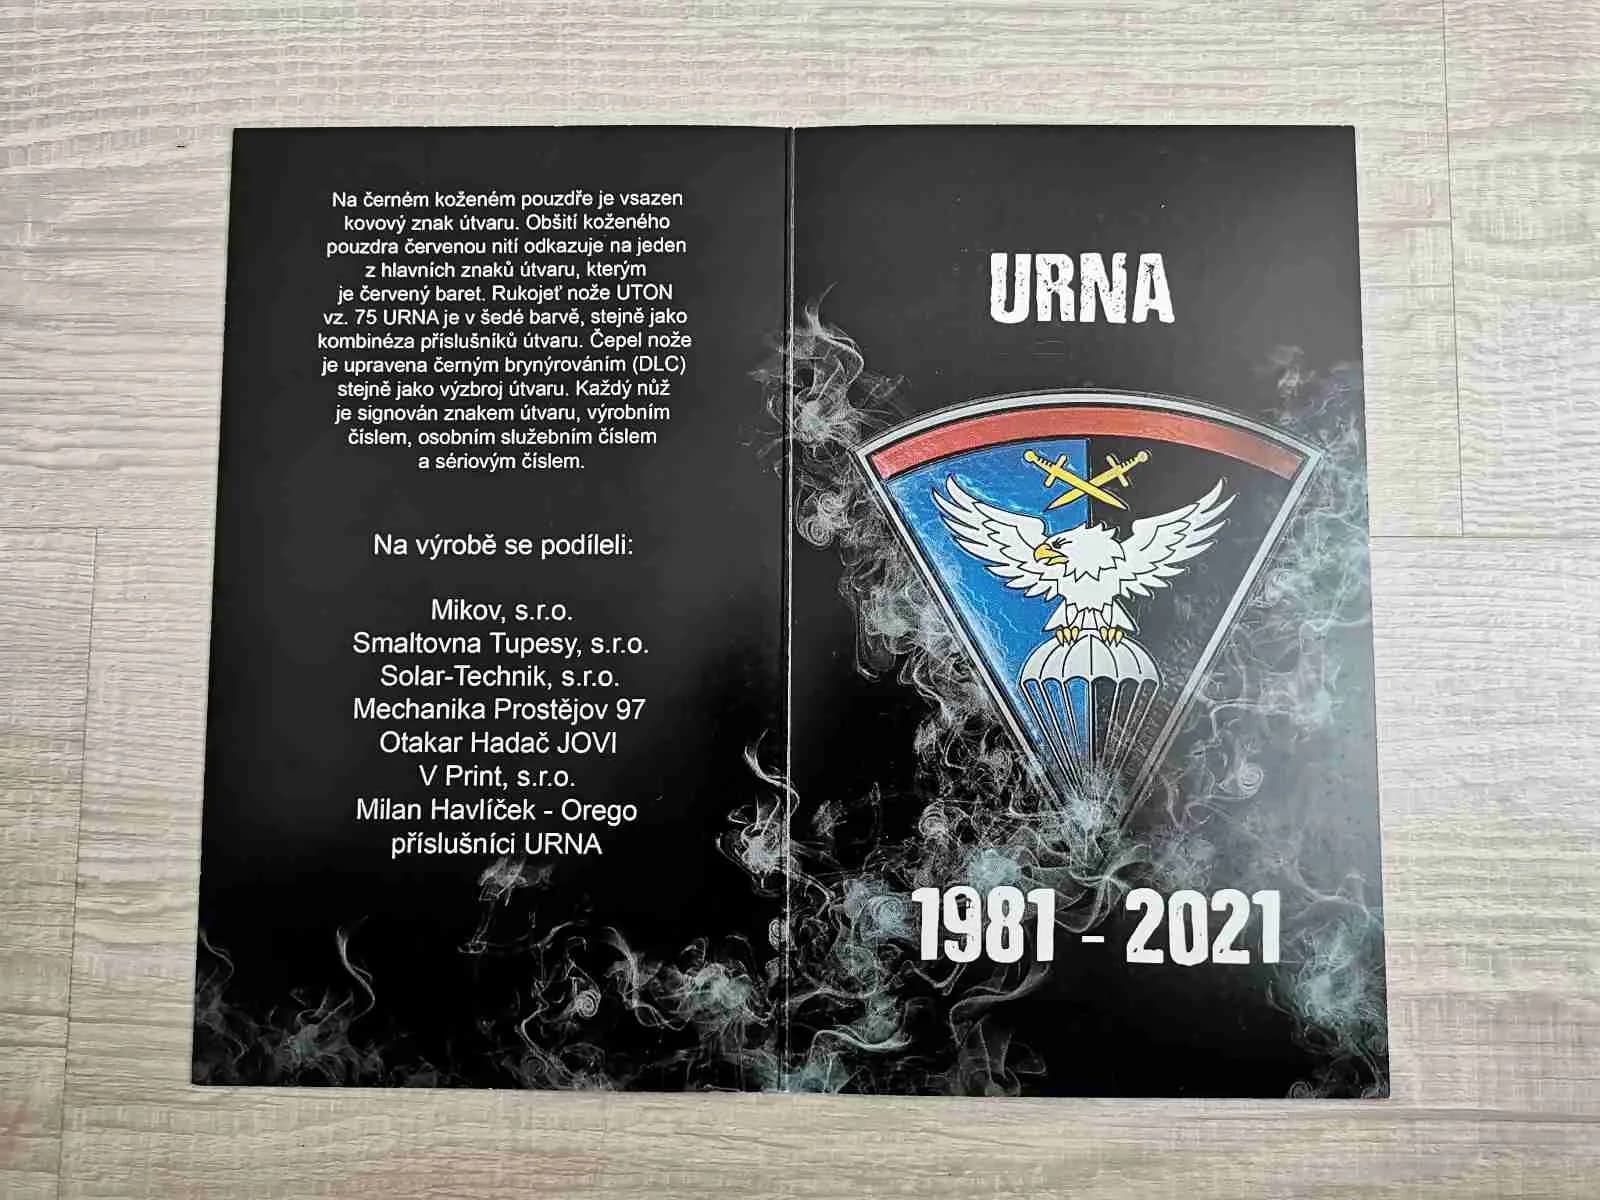 Na černém koženém pouzdře je vsazen
kovový znak útvaru. Obšití koženého
pouzdra červenou nití odkazuje na jeden
z hlavních znaků útvaru, kterým
je červený baret. Rukojeť nože UTON
vz. 75 URNA je v šedé barvě, stejně jako
kombinéza příslušníků útvaru. Čepel nože
je upravena černým brynýrováním (DLC)
stejně jako výzbroj útvaru. Každý nůž
je signován znakem útvaru, výrobním
číslem, osobním služebním číslem
a sériovým číslem.
Na výrobě se podíleli:
Mikov, s.r.o.
Smaltovna Tupesy, s.r.o.
Solar-Technik, s.r.o.
Mechanika Prostějov 97
Otakar Hadač JOVI
V Print, s.r.o.
Milan Havlíček - Orego
příslušníci URNA
URNA
1981 - 2021